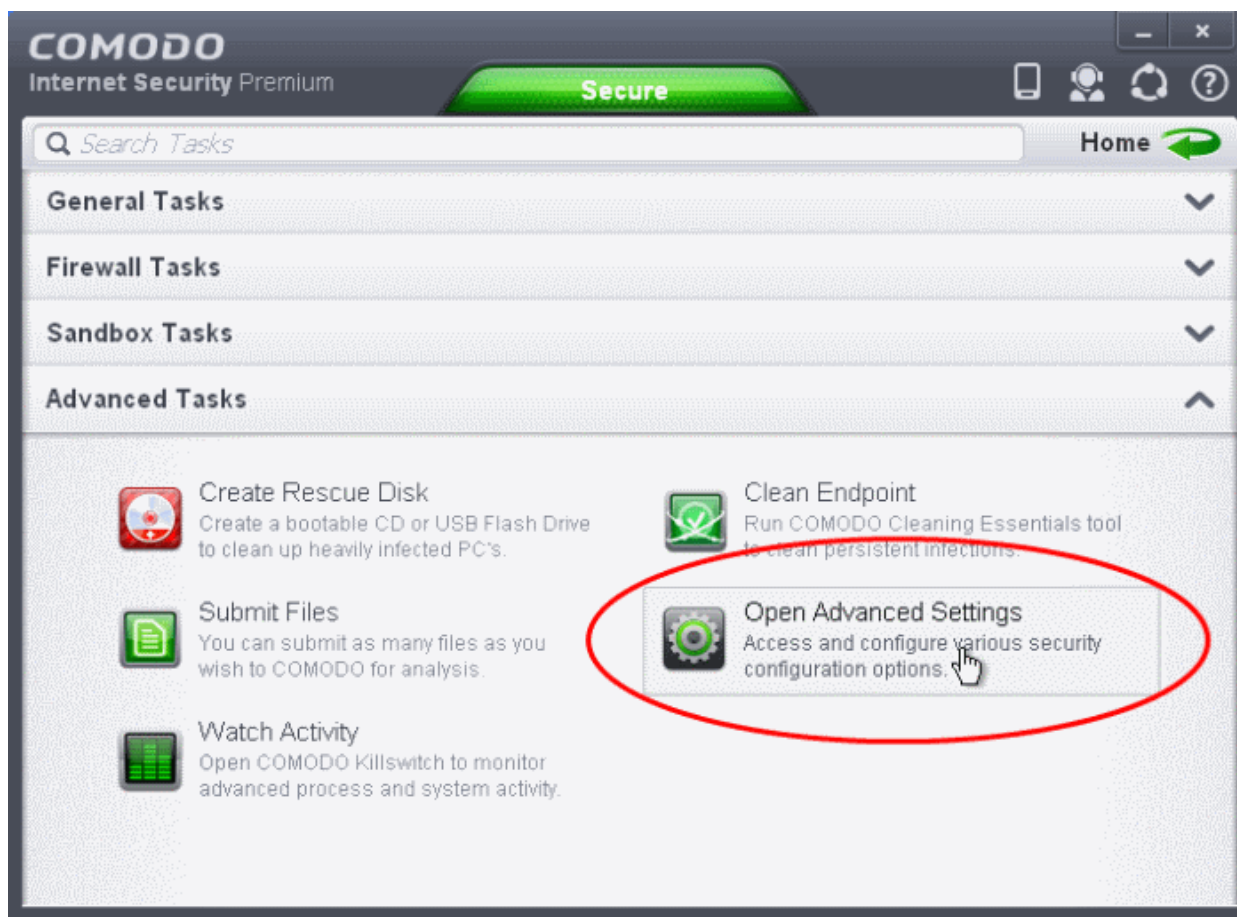 COMODO
Internet Security Premium
Secure
Search Tasks
Home
General Tasks
Firewall Tasks
Sandbox Tasks
Advanced Tasks
Create Rescue Disk
Create a bootable CD or USB Flash Drive
to clean up heavily infected PC's.
Clean Endpoint
Run COMODO Cleaning Essentials tool
to clean persistent infections.
Submit Files
You can submit as many files as you
wish to COMODO for analysis.
Open Advanced Settings
Access and configure various security
configuration options.
Watch Activity
Open COMODO Killswitch to monitor
advanced process and system activity.